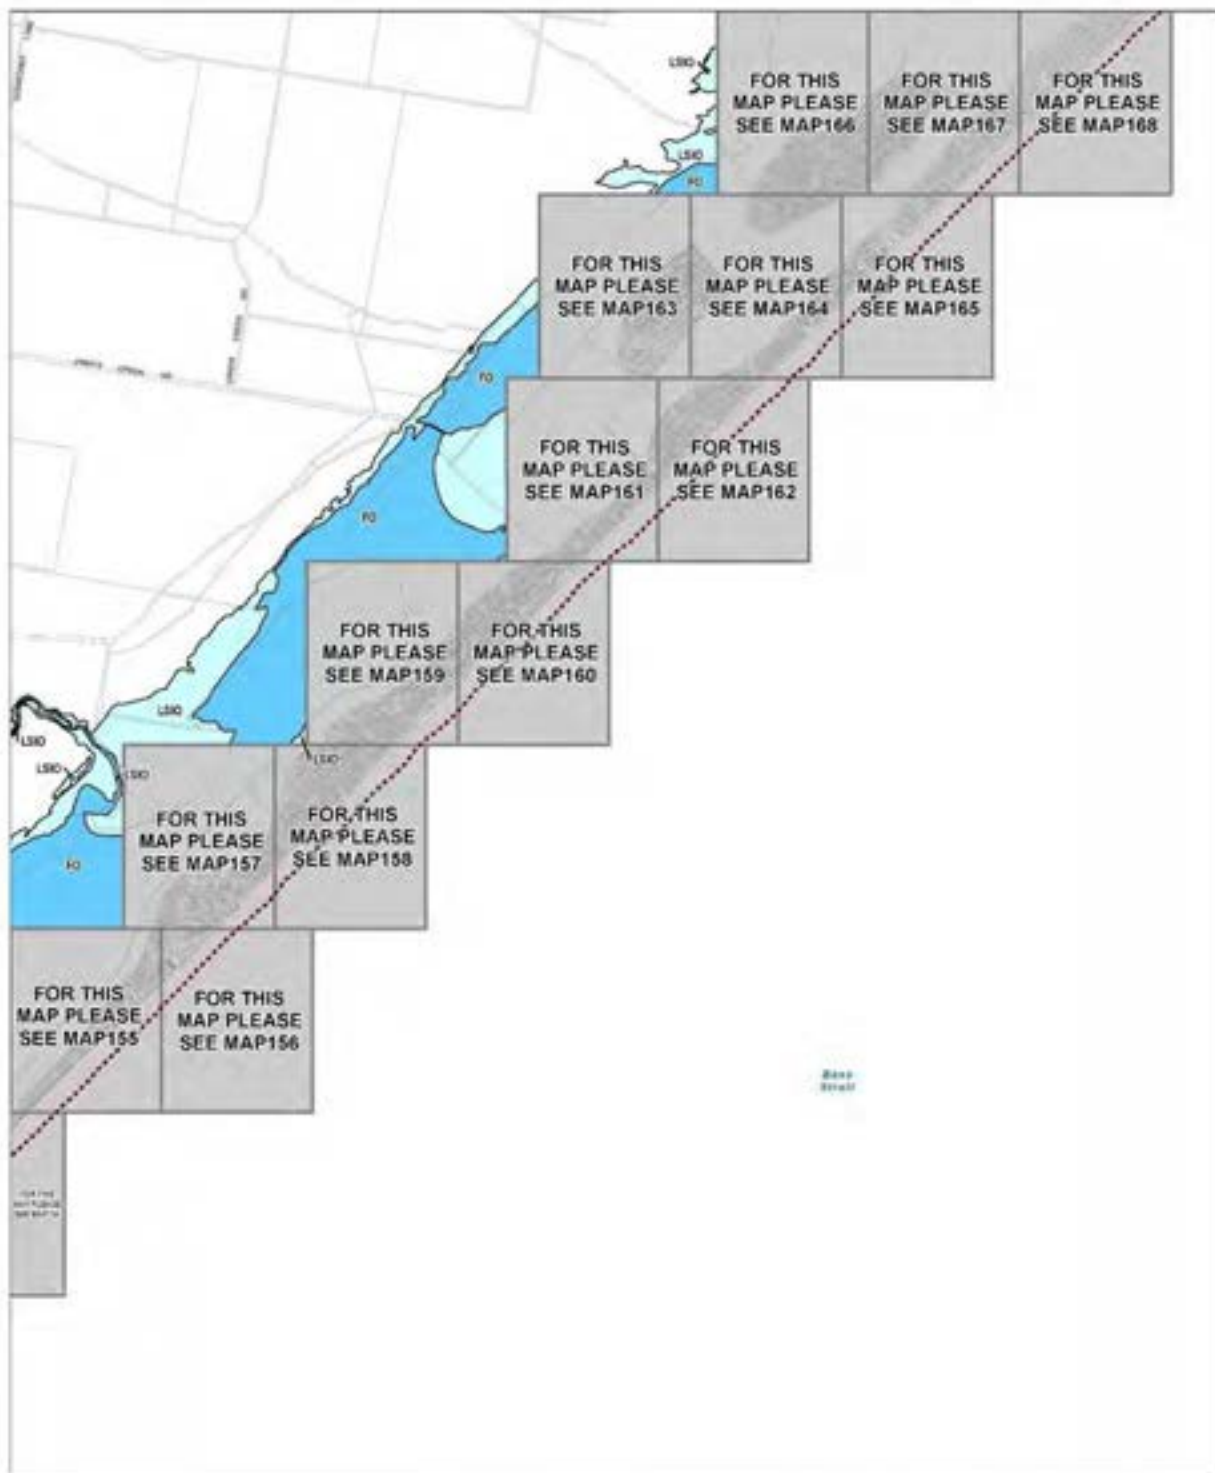 LSIO
FOR THIS
MAP PLEASE
SEE MAP166
FOR THIS
MAP PLEASE
SEE MAP167
FOR THIS
MAP PLEASE
SEE MAP168
LSIO
FO
FOR THIS
MAP PLEASE
SEE MAP163
FOR THIS
MAP PLEASE
SEE MAP164
FOR THIS
MAP PLEASE
SEE MAP165
FO
FOR THIS
MAP PLEASE
SEE MAP161
FOR THIS
MAP PLEASE
SEE MAP162
FO
FOR THIS
MAP PLEASE
SEE MAP159
FOR THIS
MAP PLEASE
SEE MAP160
LSIO
LSIO
LSIO
LSIO
LSIO
FOR THIS
MAP PLEASE
SEE MAP157
FOR THIS
MAP PLEASE
SEE MAP158
FO
FOR THIS
MAP PLEASE
SEE MAP155
FOR THIS
MAP PLEASE
SEE MAP156
Bass
Strait
FOR THIS
MAP PLEASE